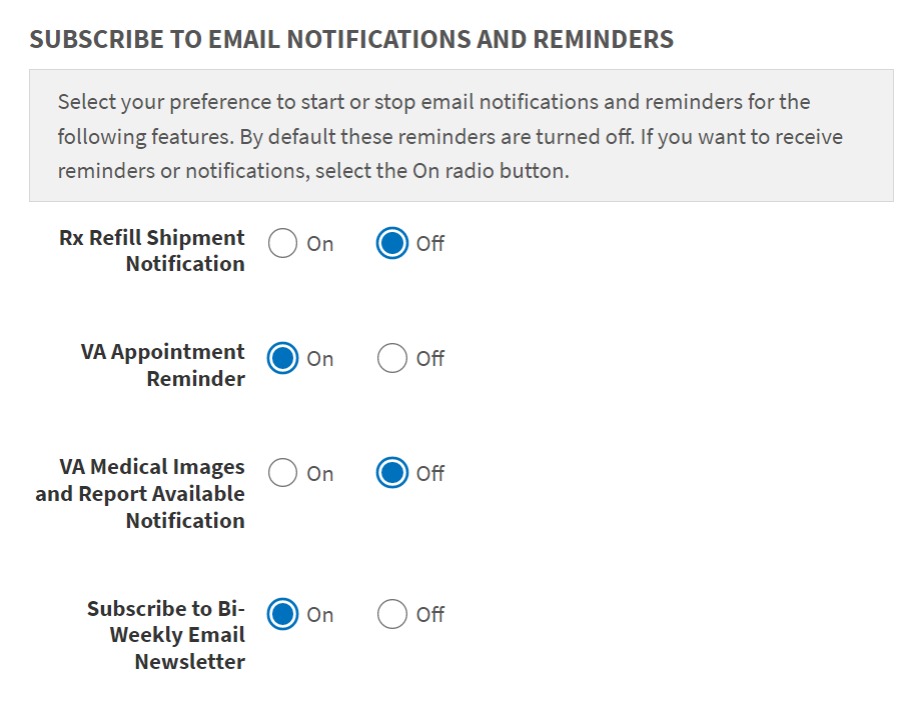 SUBSCRIBE TO EMAIL NOTIFICATIONS AND REMINDERS
Select your preference to start or stop email notifications and reminders for the
following features. By default these reminders are turned off. If you want to receive
reminders or notifications, select the On radio button.
Rx Refill Shipment
Notification
On Off
VA Appointment
Reminder
On Off
VA Medical Images
and Report Available
Notification
On Off
Subscribe to Bi-
Weekly Email
Newsletter
On Off